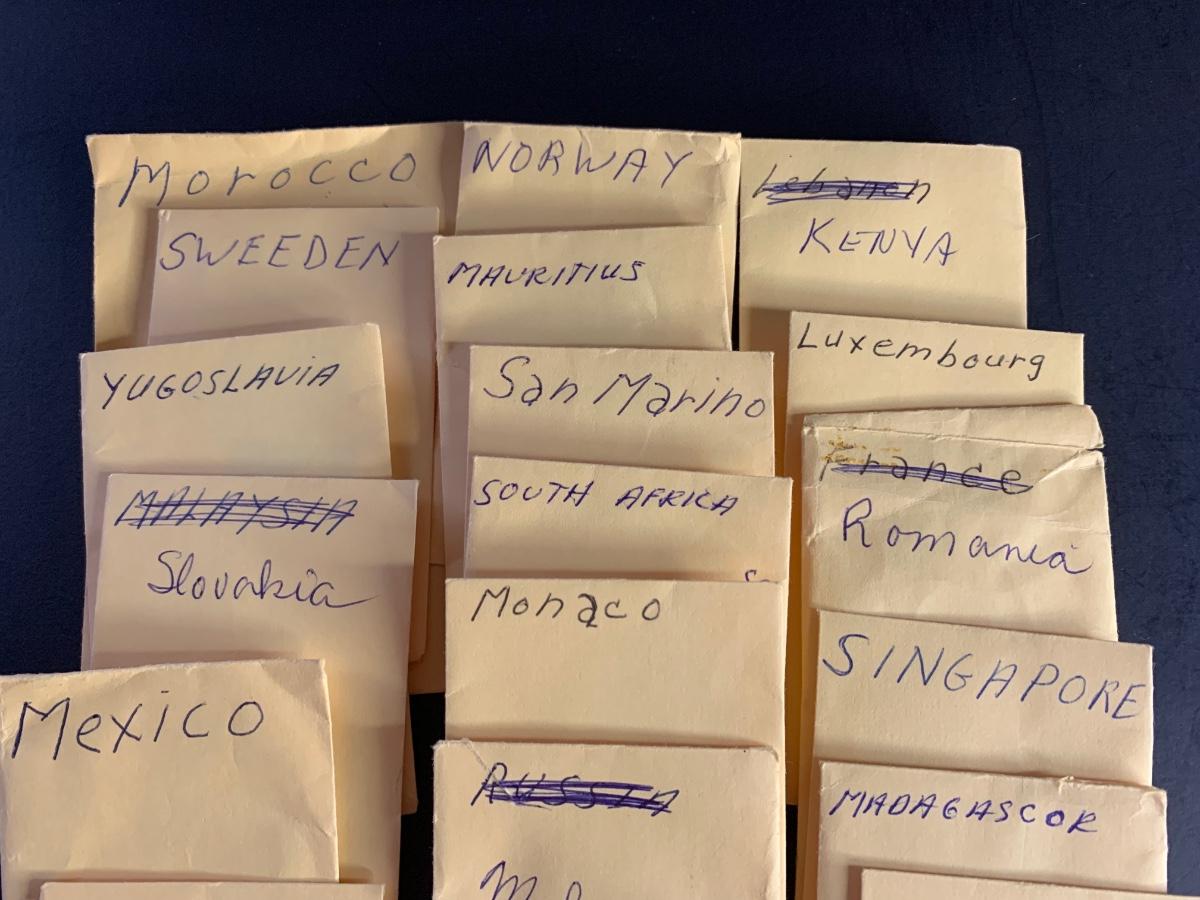 Morocco
SWEEDEN
YUGOSLAVIA
MALAYSIA
Slovakia
Mexico
NORWAY
MAURITIUS
San Marino
SOUTH AFRICA
Monaco
RUSSIA
Lebanen
KENYA
Luxembourg
France
Romania
SINGAPORE
MADAGASCOR